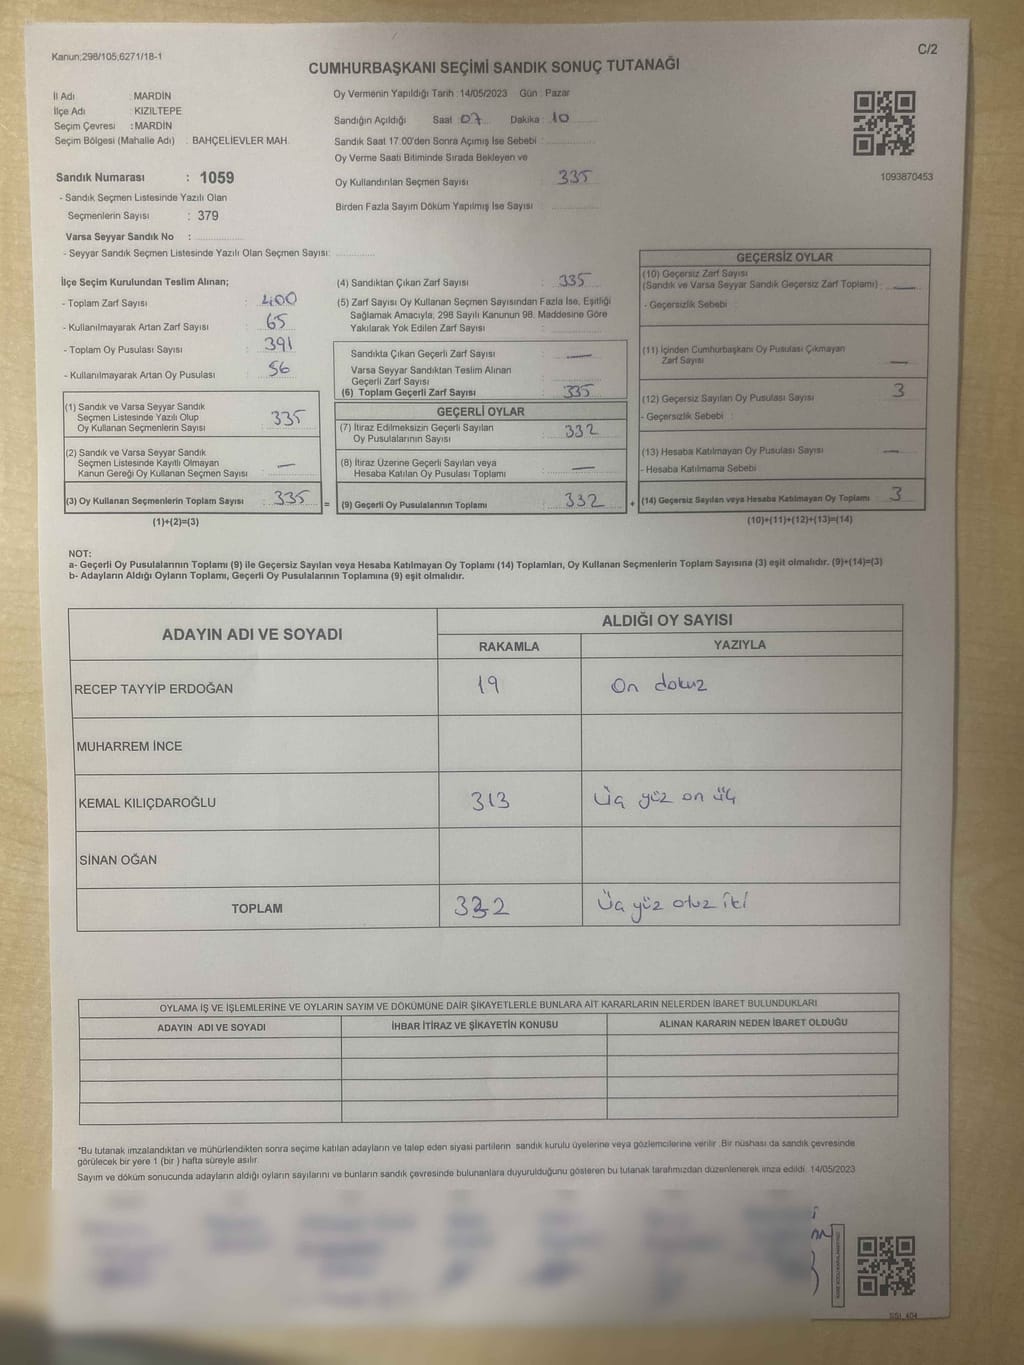 Kanun;298/105,6271/18-1
C/2
CUMHURBAŞKANI SEÇİMİ SANDIK SONUÇ TUTANAĞI
İl Adı : MARDİN
İlçe Adı : KIZILTEPE
Seçim Çevresi : MARDİN
Seçim Bölgesi (Mahalle Adı) : BAHÇELİEVLER MAH.
Sandık Numarası : 1059
- Sandık Seçmen Listesinde Yazılı Olan
Seçmenlerin Sayısı : 379
Varsa Seyyar Sandık No :
- Seyyar Sandık Seçmen Listesinde Yazılı Olan Seçmen Sayısı:
Oy Vermenin Yapıldığı Tarih : 14/05/2023 Gün : Pazar
Sandığın Açıldığı Saat : 07 Dakika : 10
Sandık Saat 17:00'den Sonra Açımış İse Sebebi :
Oy Verme Saati Bitiminde Sırada Bekleyen ve
Oy Kullandırılan Seçmen Sayısı : 335
Birden Fazla Sayım Döküm Yapılmış İse Sayısı :
1093870453
İlçe Seçim Kurulundan Teslim Alınan;
- Toplam Zarf Sayısı : 400
- Kullanılmayarak Artan Zarf Sayısı : 65
- Toplam Oy Pusulası Sayısı : 391
- Kullanılmayarak Artan Oy Pusulası : 56
(1) Sandık ve Varsa Seyyar Sandık
Seçmen Listesinde Yazılı Olup
Oy Kullanan Seçmenlerin Sayısı : 335
(2) Sandık ve Varsa Seyyar Sandık
Seçmen Listesinde Kayıtlı Olmayan
Kanun Gereği Oy Kullanan Seçmen Sayısı : —
(3) Oy Kullanan Seçmenlerin Toplam Sayısı : 335
(1)+(2)=(3)
(4) Sandıktan Çıkan Zarf Sayısı : 335
(5) Zarf Sayısı Oy Kullanan Seçmen Sayısından Fazla İse, Eşitliği
Sağlamak Amacıyla, 298 Sayılı Kanunun 98. Maddesine Göre
Yakılarak Yok Edilen Zarf Sayısı :
Sandıkta Çıkan Geçerli Zarf Sayısı : —
Varsa Seyyar Sandıktan Teslim Alınan
Geçerli Zarf Sayısı :
(6) Toplam Geçerli Zarf Sayısı : 335
GEÇERLİ OYLAR
(7) İtiraz Edilmeksizin Geçerli Sayılan
Oy Pusulalarının Sayısı : 332
(8) İtiraz Üzerine Geçerli Sayılan veya
Hesaba Katılan Oy Pusulası Toplamı : —
= (9) Geçerli Oy Pusulalarının Toplamı : 332
GEÇERSİZ OYLAR
(10) Geçersiz Zarf Sayısı
(Sandık ve Varsa Seyyar Sandık Geçersiz Zarf Toplamı) : —
- Geçersizlik Sebebi :
(11) İçinden Cumhurbaşkanı Oy Pusulası Çıkmayan
Zarf Sayısı : —
(12) Geçersiz Sayılan Oy Pusulası Sayısı : 3
- Geçersizlik Sebebi :
(13) Hesaba Katılmayan Oy Pusulası Sayısı : —
- Hesaba Katılmama Sebebi
+ (14) Geçersiz Sayılan veya Hesaba Katılmayan Oy Toplamı : 3
(10)+(11)+(12)+(13)=(14)
NOT:
a- Geçerli Oy Pusulalarının Toplamı (9) ile Geçersiz Sayılan veya Hesaba Katılmayan Oy Toplamı (14) Toplamları, Oy Kullanan Seçmenlerin Toplam Sayısına (3) eşit olmalıdır. (9)+(14)=(3)
b- Adayların Aldığı Oyların Toplamı, Geçerli Oy Pusulalarının Toplamına (9) eşit olmalıdır.
ADAYIN ADI VE SOYADI
ALDIĞI OY SAYISI
RAKAMLA YAZIYLA
RECEP TAYYİP ERDOĞAN 19 On dokuz
MUHARREM İNCE
KEMAL KILIÇDAROĞLU 313 Üç yüz on üç
SİNAN OĞAN
TOPLAM 332 Üç yüz otuz iki
OYLAMA İŞ VE İŞLEMLERİNE VE OYLARIN SAYIM VE DÖKÜMÜNE DAİR ŞİKAYETLERLE BUNLARA AİT KARARLARIN NELERDEN İBARET BULUNDUKLARI
ADAYIN ADI VE SOYADI İHBAR İTİRAZ VE ŞİKAYETİN KONUSU ALINAN KARARIN NEDEN İBARET OLDUĞU
*Bu tutanak imzalandıktan ve mühürlendikten sonra seçime katılan adayların ve talep eden siyasi partilerin sandık kurulu üyelerine veya gözlemcilerine verilir .Bir nüshası da sandık çevresinde
görülecek bir yere 1 (bir ) hafta süreyle asılır.
Sayım ve döküm sonucunda adayların aldığı oyların sayılarını ve bunların sandık çevresinde bulunanlara duyurulduğunu gösteren bu tutanak tarafımızdan düzenlenerek imza edildi. 14/05/2023